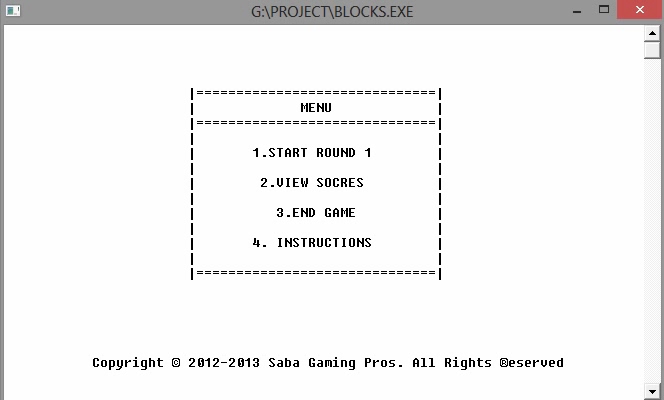 G:\PROJECT\BLOCKS.EXE
|==============================|
MENU
|==============================|
1.START ROUND 1
2.VIEW SOCRES
3.END GAME
4. INSTRUCTIONS
|==============================|
Copyright © 2012-2013 Saba Gaming Pros. All Rights ®eserved